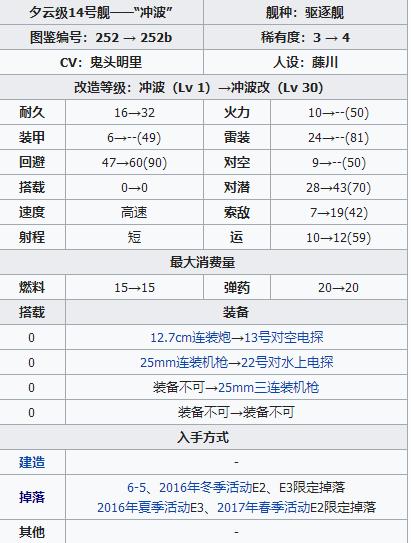 夕云级14号舰——“冲波” 舰种：驱逐舰
图鉴编号：252 → 252b 稀有度：3 → 4
CV：鬼头明里 人设：藤川
改造等级：冲波（Lv 1）→冲波改（Lv 30）
耐久 16→32 火力 10→--(50)
装甲 6→--(49) 雷装 24→--(81)
回避 47→60(90) 对空 9→--(50)
搭载 0→0 对潜 28→43(70)
速度 高速 索敌 7→19(42)
射程 短 运 10→12(59)
最大消费量
燃料 15→15 弹药 20→20
搭载 装备
0 12.7cm连装炮→13号对空电探
0 25mm连装机枪→22号对水上电探
0 装备不可→25mm三连装机枪
0 装备不可→装备不可
入手方式
建造 -
掉落 6-5、2016年冬季活动E2、E3限定掉落
2016年夏季活动E3、2017年春季活动E2限定掉落
其他 -